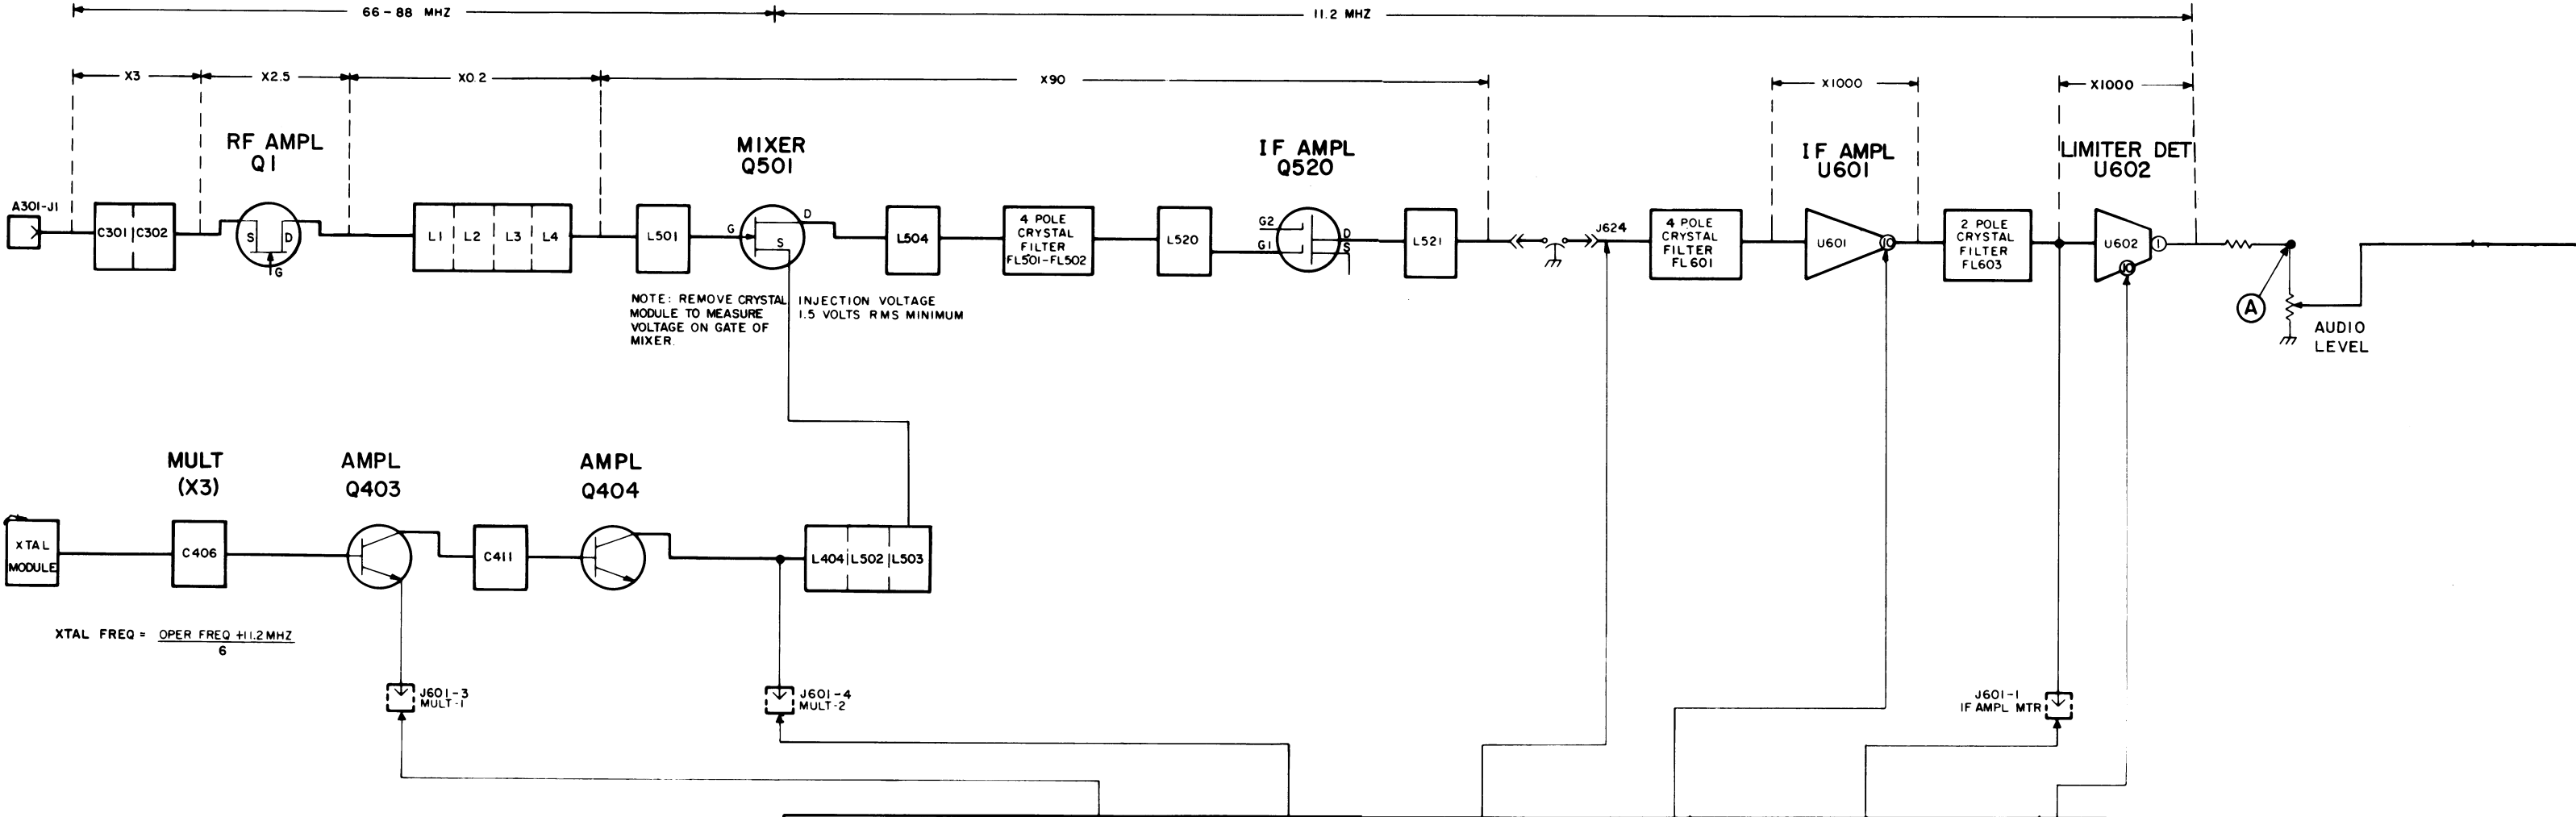 66-88 MHZ
11.2 MHZ
X3
X2.5
X0.2
X90
X1000
X1000
RF AMPL
Q1
MIXER
Q501
IF AMPL
Q520
IF AMPL
U601
LIMITER DET
U602
A301-J1
C301 C302
S
D
G
L1 L2 L3 L4
L501
G
D
S
L504
4 POLE
CRYSTAL
FILTER
FL501-FL502
L520
G2
G1
D
S
L521
J624
4 POLE
CRYSTAL
FILTER
FL601
U601
10
2 POLE
CRYSTAL
FILTER
FL603
U602
1
10
A
AUDIO
LEVEL
NOTE: REMOVE CRYSTAL
MODULE TO MEASURE
VOLTAGE ON GATE OF
MIXER.
INJECTION VOLTAGE
1.5 VOLTS RMS MINIMUM
MULT
(X3)
AMPL
Q403
AMPL
Q404
XTAL
MODULE
C406
C411
L404 L502 L503
XTAL FREQ = OPER FREQ +11.2 MHZ
6
J601-3
MULT-1
J601-4
MULT-2
J601-1
IF AMPL MTR